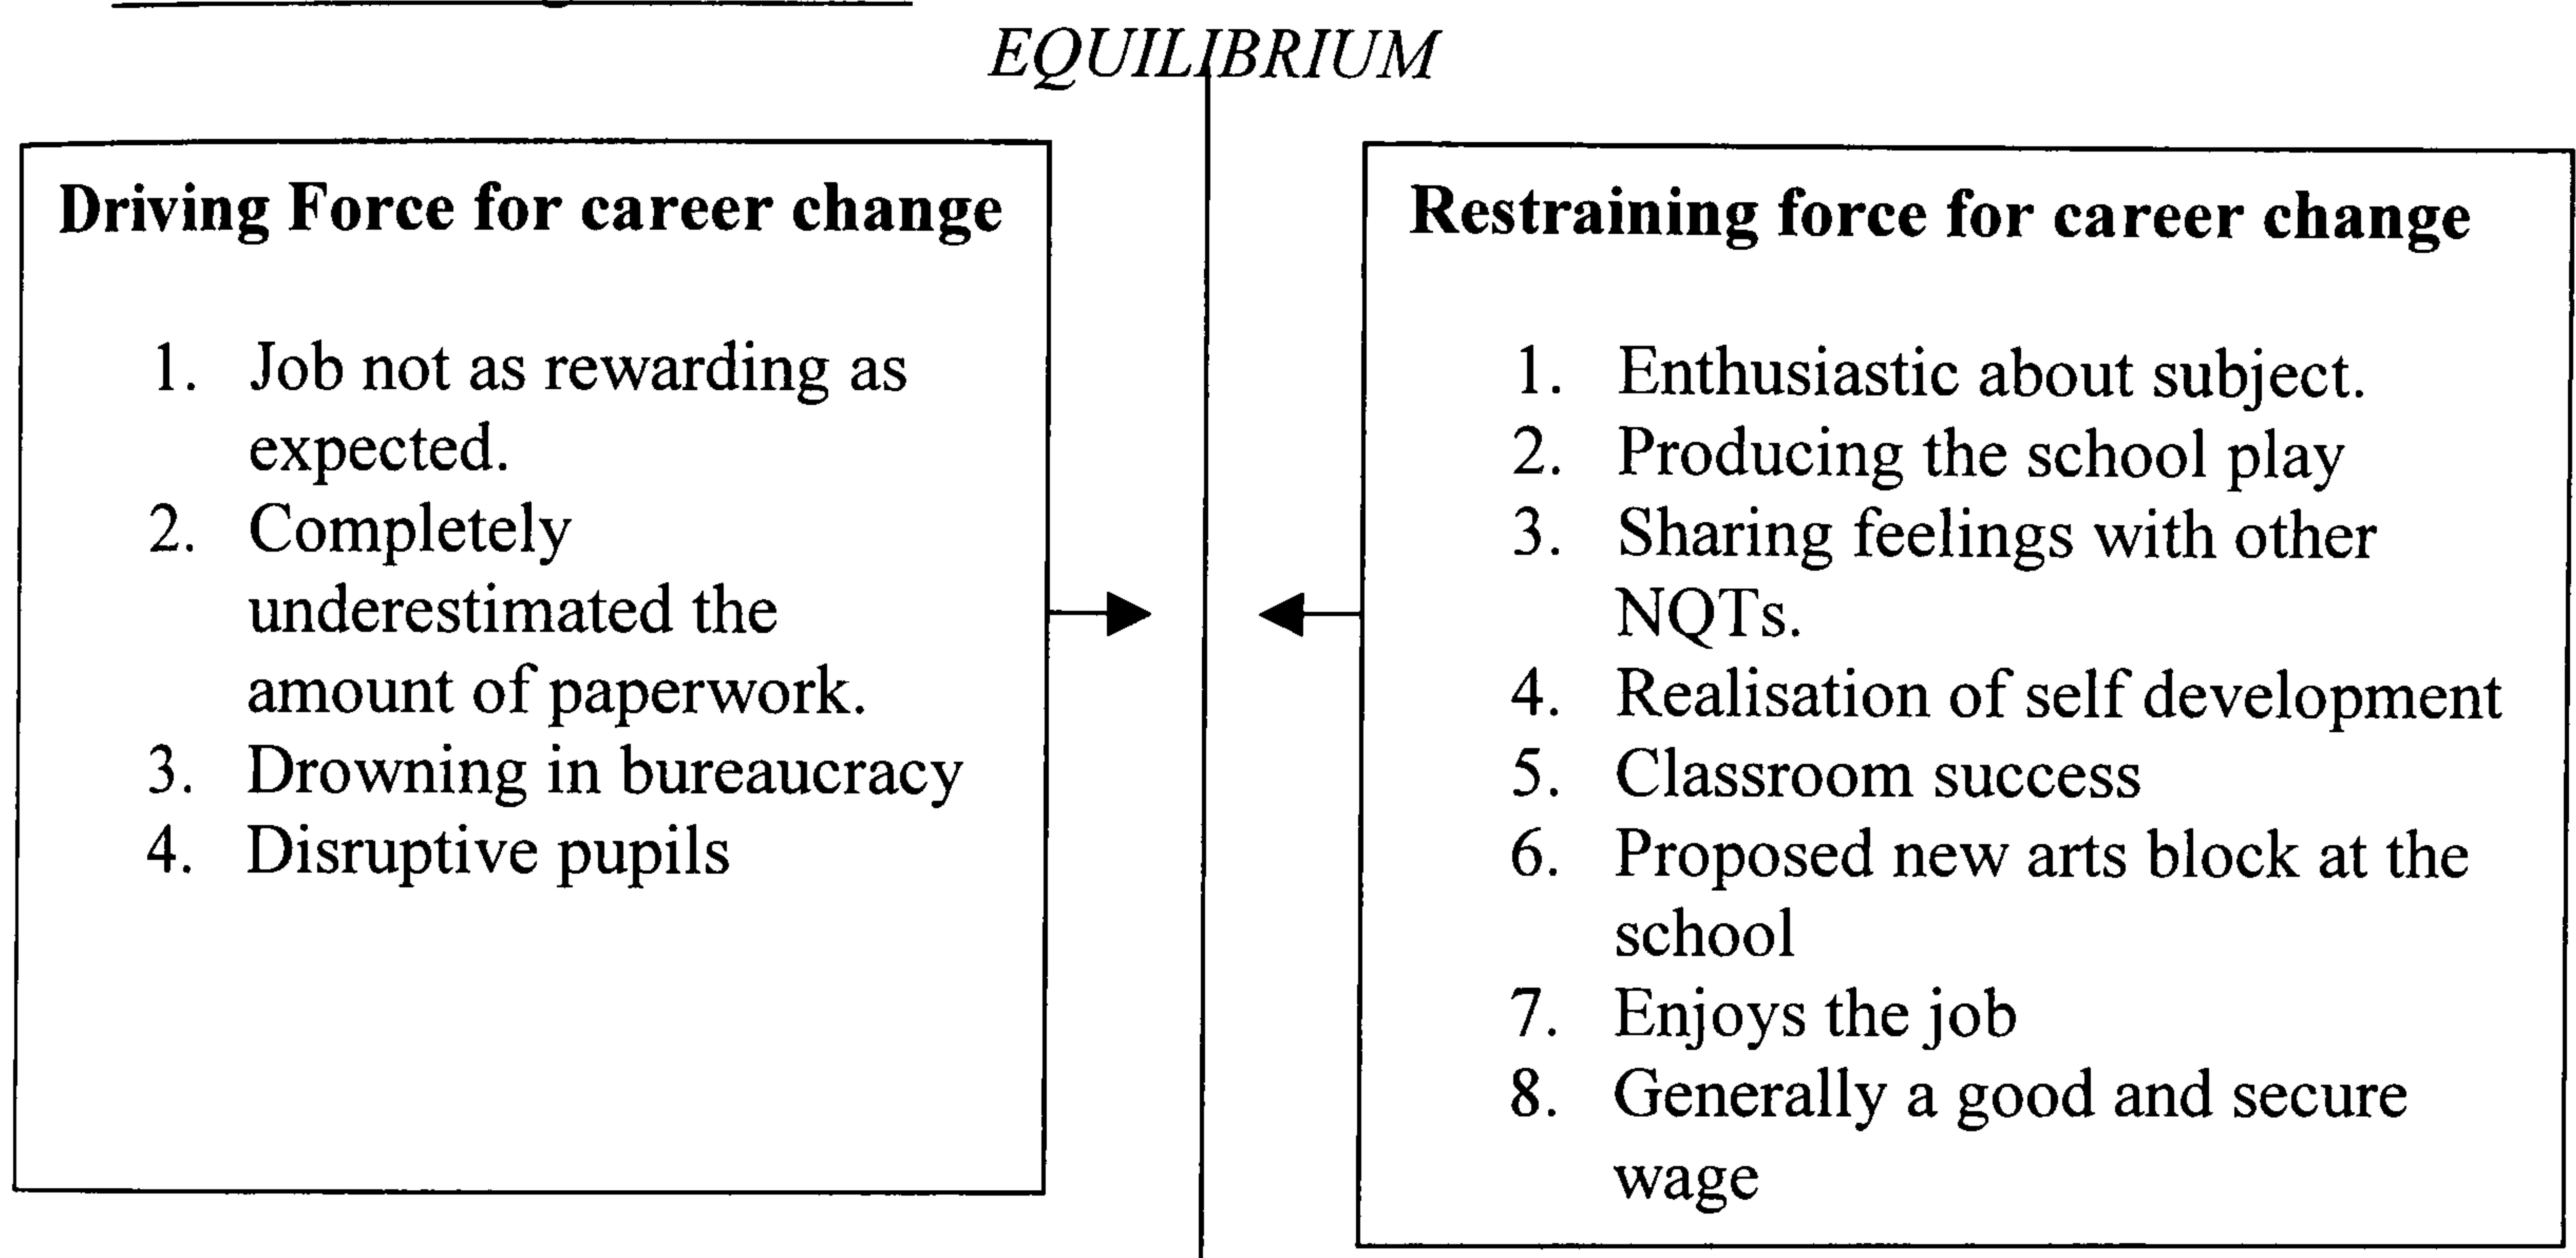 EQUILIBRIUM
Driving Force for career change
1. Job not as rewarding as
expected.
2. Completely
underestimated the
amount of paperwork.
3. Drowning in bureaucracy
4. Disruptive pupils
Restraining force for career change
1. Enthusiastic about subject.
2. Producing the school play
3. Sharing feelings with other
NQTs.
4. Realisation of self development
5. Classroom success
6. Proposed new arts block at the
school
7. Enjoys the job
8. Generally a good and secure
wage